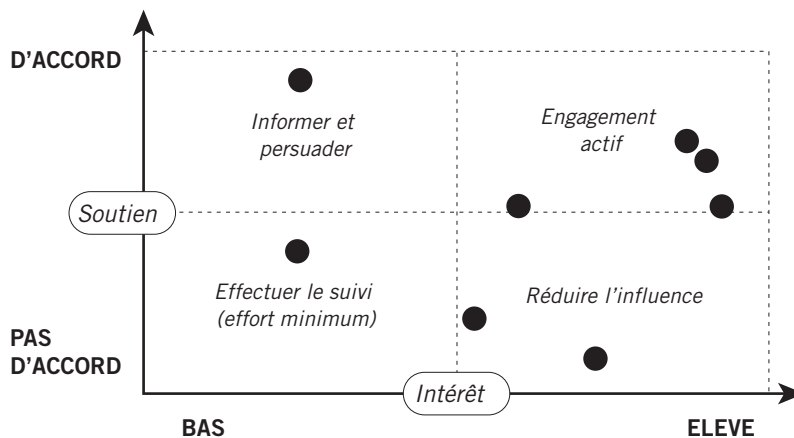 D'ACCORD
Informer et
persuader
Engagement
actif
Soutien
Effectuer le suivi
(effort minimum)
Réduire l’influence
PAS
D'ACCORD
Intérêt
BAS
ELEVE